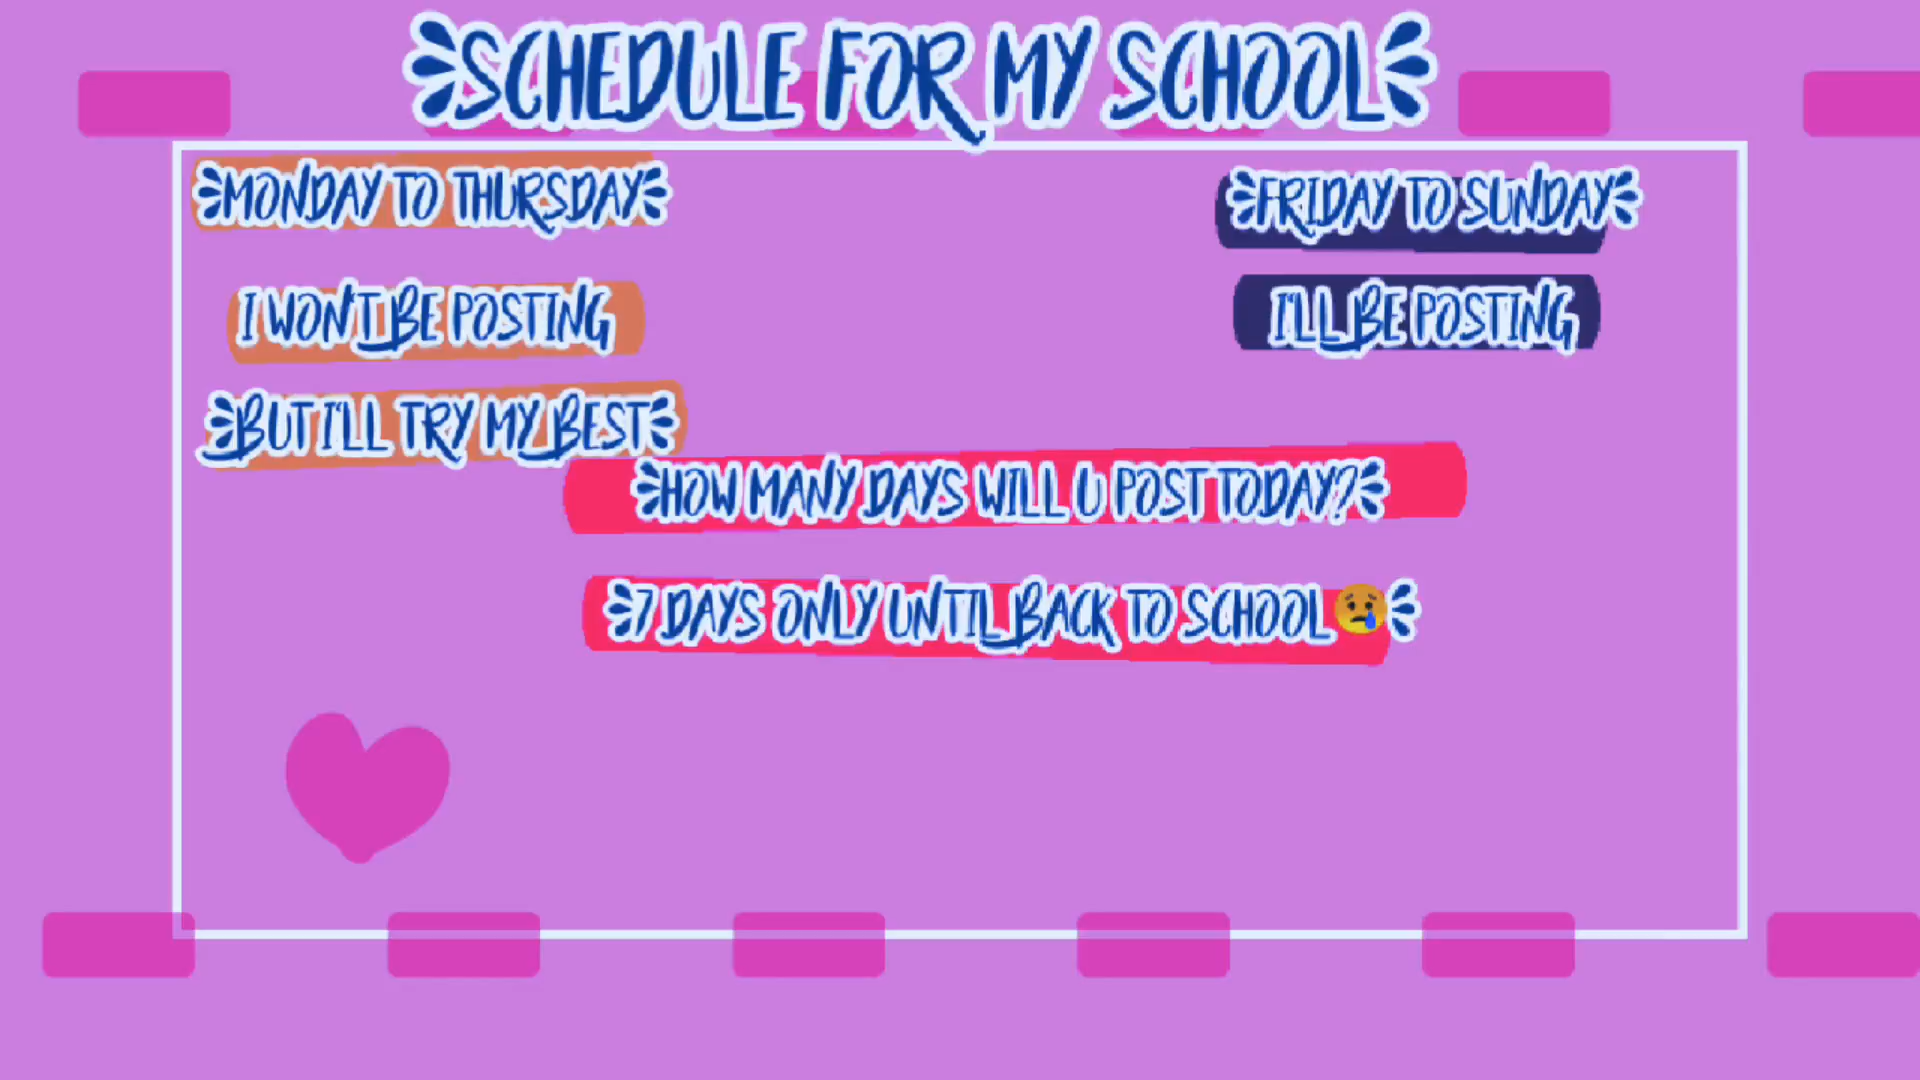 SCHEDULE FOR MY SCHOOL
MONDAY TO THURSDAY
I WON'T BE POSTING
BUT I'LL TRY MY BEST
FRIDAY TO SUNDAY
I'LL BE POSTING
HOW MANY DAYS WILL U POST TODAY?
7 DAYS ONLY UNTIL BACK TO SCHOOL😢